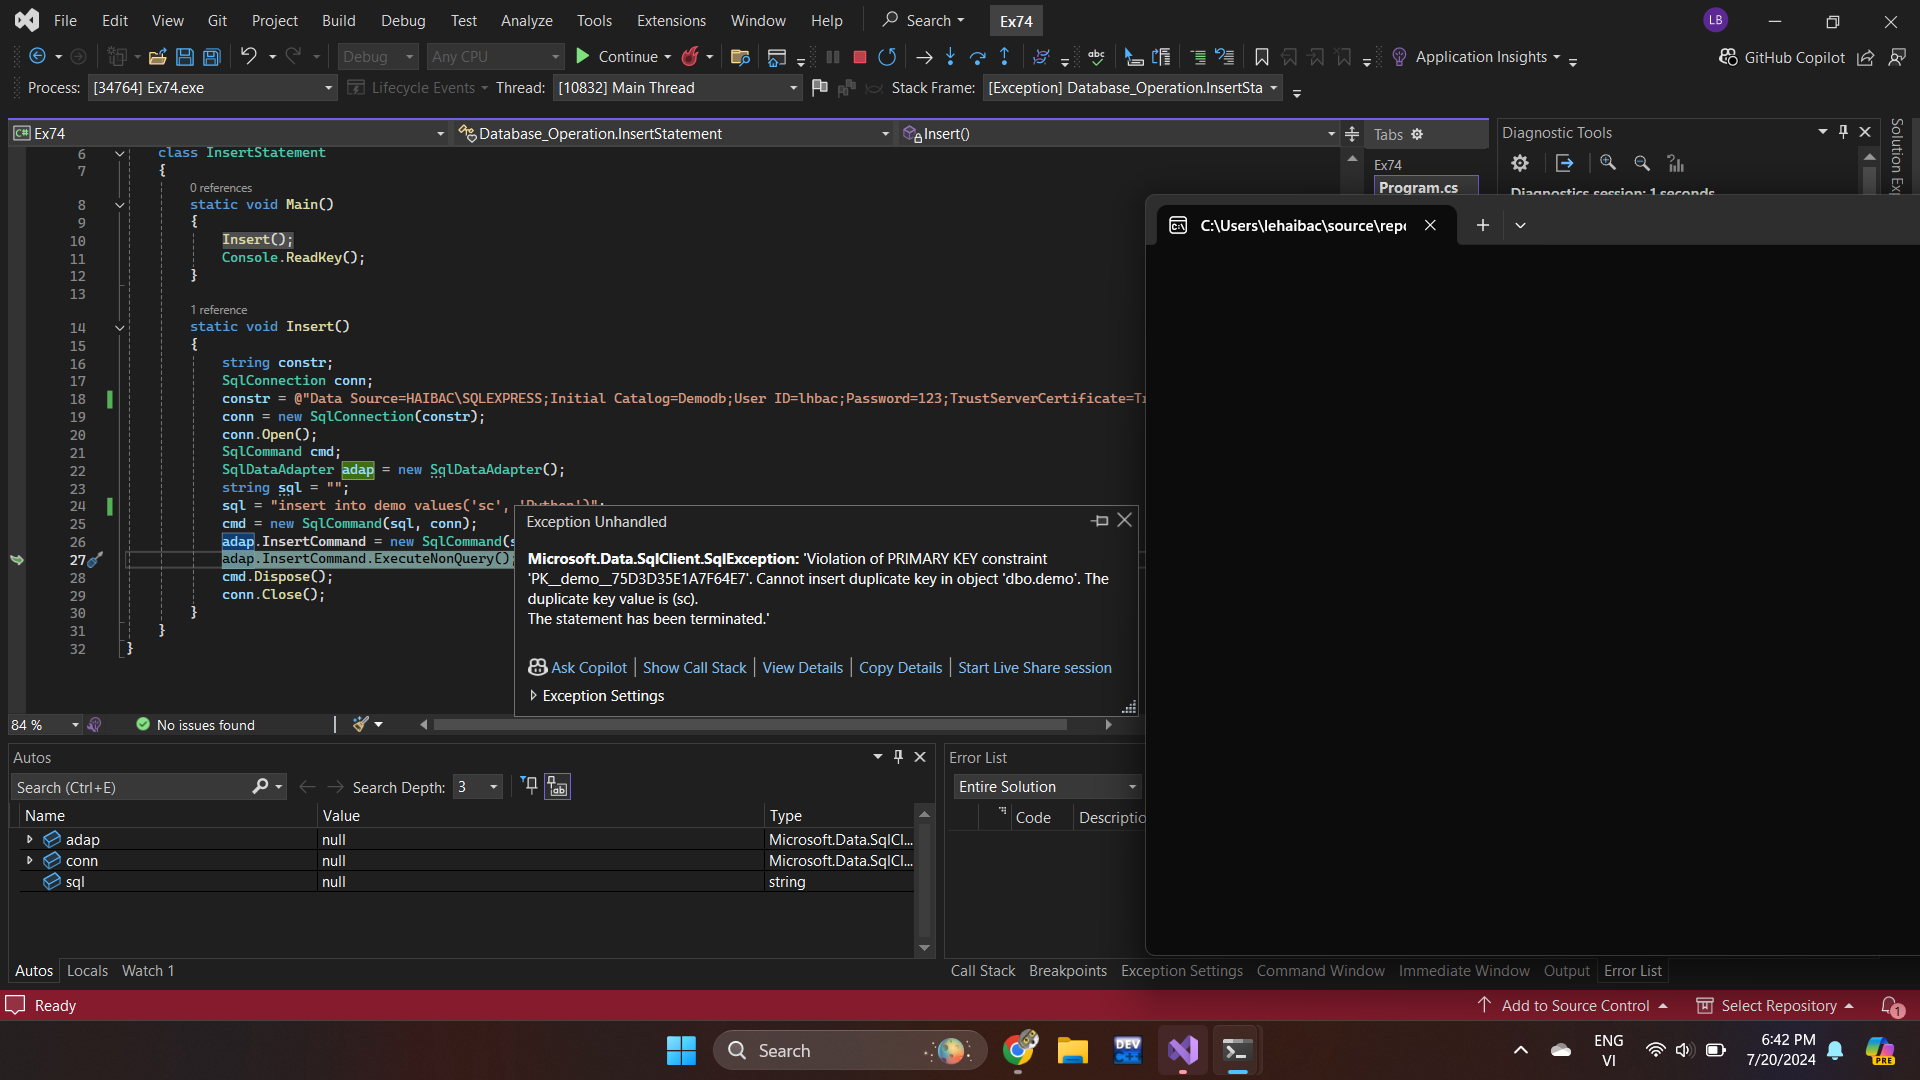 File Edit View Git Project Build Debug Test Analyze Tools Extensions Window Help Search Ex74 LB
Debug Any CPU Continue abc Application Insights GitHub Copilot
Process: [34764] Ex74.exe Lifecycle Events Thread: [10832] Main Thread Stack Frame: [Exception] Database_Operation.InsertSta
C# Ex74 Database_Operation.InsertStatement Insert() Tabs Diagnostic Tools
Solution Ex
Ex74
Program.cs
Diagnostics session: 1 seconds
6 class InsertStatement
7 {
0 references
8 static void Main()
9 {
10 Insert();
11 Console.ReadKey();
12 }
13
1 reference
14 static void Insert()
15 {
16 string constr;
17 SqlConnection conn;
18 constr = @"Data Source=HAIBAC\SQLEXPRESS;Initial Catalog=Demodb;User ID=lhbac;Password=123;TrustServerCertificate=Tr
19 conn = new SqlConnection(constr);
20 conn.Open();
21 SqlCommand cmd;
22 SqlDataAdapter adap = new SqlDataAdapter();
23 string sql = "";
24 sql = "insert into demo values('sc', 'Python')";
25 cmd = new SqlCommand(sql, conn);
26 adap.InsertCommand = new SqlCommand(s
27 adap.InsertCommand.ExecuteNonQuery();
28 cmd.Dispose();
29 conn.Close();
30 }
31 }
32 }
Exception Unhandled
Microsoft.Data.SqlClient.SqlException: 'Violation of PRIMARY KEY constraint
'PK__demo__75D3D35E1A7F64E7'. Cannot insert duplicate key in object 'dbo.demo'. The
duplicate key value is (sc).
The statement has been terminated.'
Ask Copilot Show Call Stack View Details Copy Details Start Live Share session
Exception Settings
C:\Users\lehaibac\source\repo
84 % No issues found
Autos
Search (Ctrl+E) Search Depth: 3
Name Value Type
adap null Microsoft.Data.SqlCl...
conn null Microsoft.Data.SqlCl...
sql null string
Autos Locals Watch 1
Error List
Entire Solution
Code Descriptio
Call Stack Breakpoints Exception Settings Command Window Immediate Window Output Error List
Ready Add to Source Control Select Repository 1
Search DEV C++ ENG
VI
6:42 PM
7/20/2024
PRE